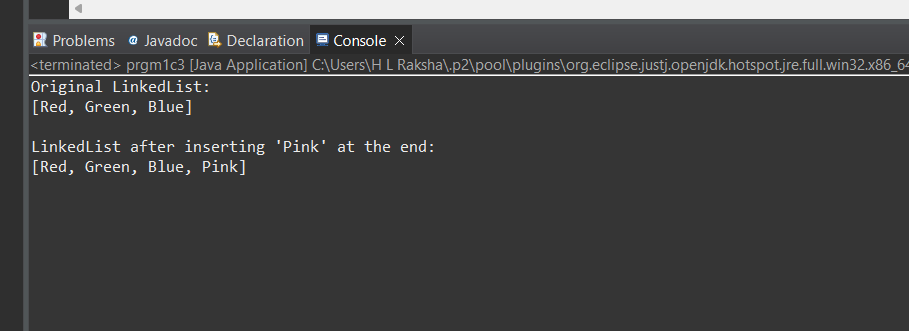 Problems @ Javadoc Declaration Console
<terminated> prgm1c3 [Java Application] C:\Users\H L Raksha\.p2\pool\plugins\org.eclipse.justj.openjdk.hotspot.jre.full.win32.x86_64
Original LinkedList:
[Red, Green, Blue]
LinkedList after inserting 'Pink' at the end:
[Red, Green, Blue, Pink]